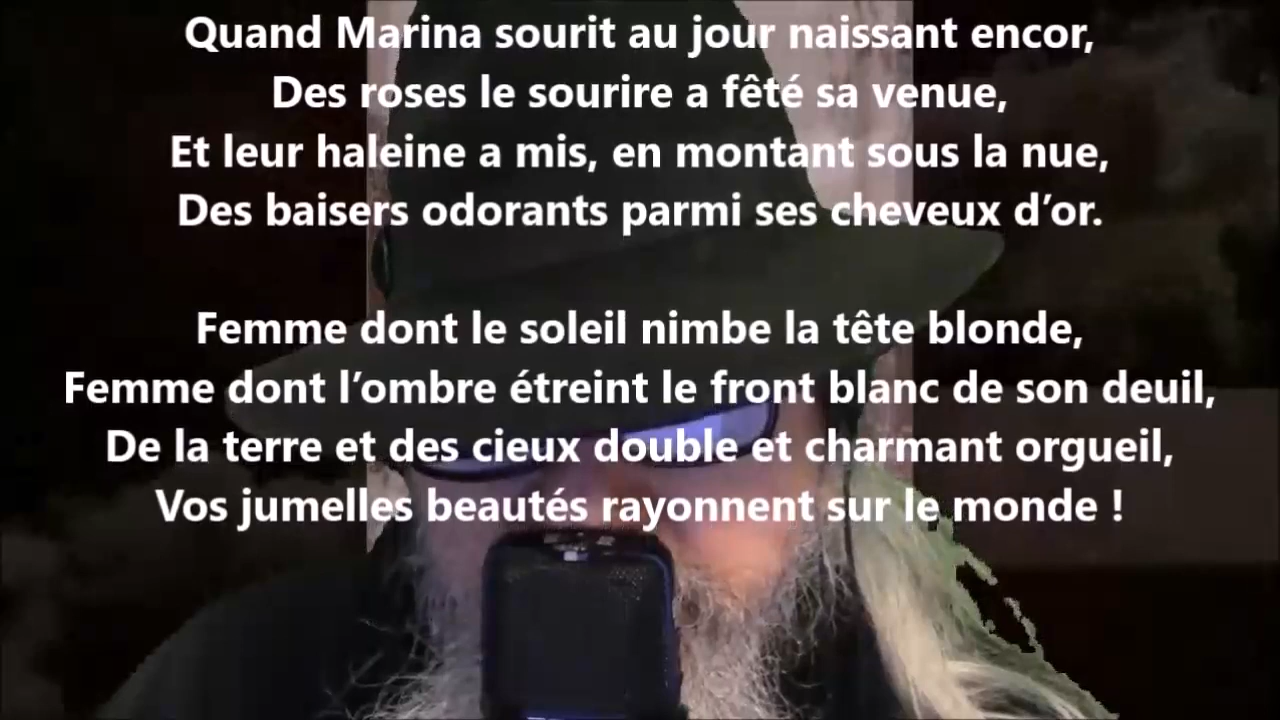 Quand Marina sourit au jour naissant encor,
Des roses le sourire a fêté sa venue,
Et leur haleine a mis, en montant sous la nue,
Des baisers odorants parmi ses cheveux d’or.
Femme dont le soleil nimbe la tête blonde,
Femme dont l’ombre étreint le front blanc de son deuil,
De la terre et des cieux double et charmant orgueil,
Vos jumelles beautés rayonnent sur le monde !